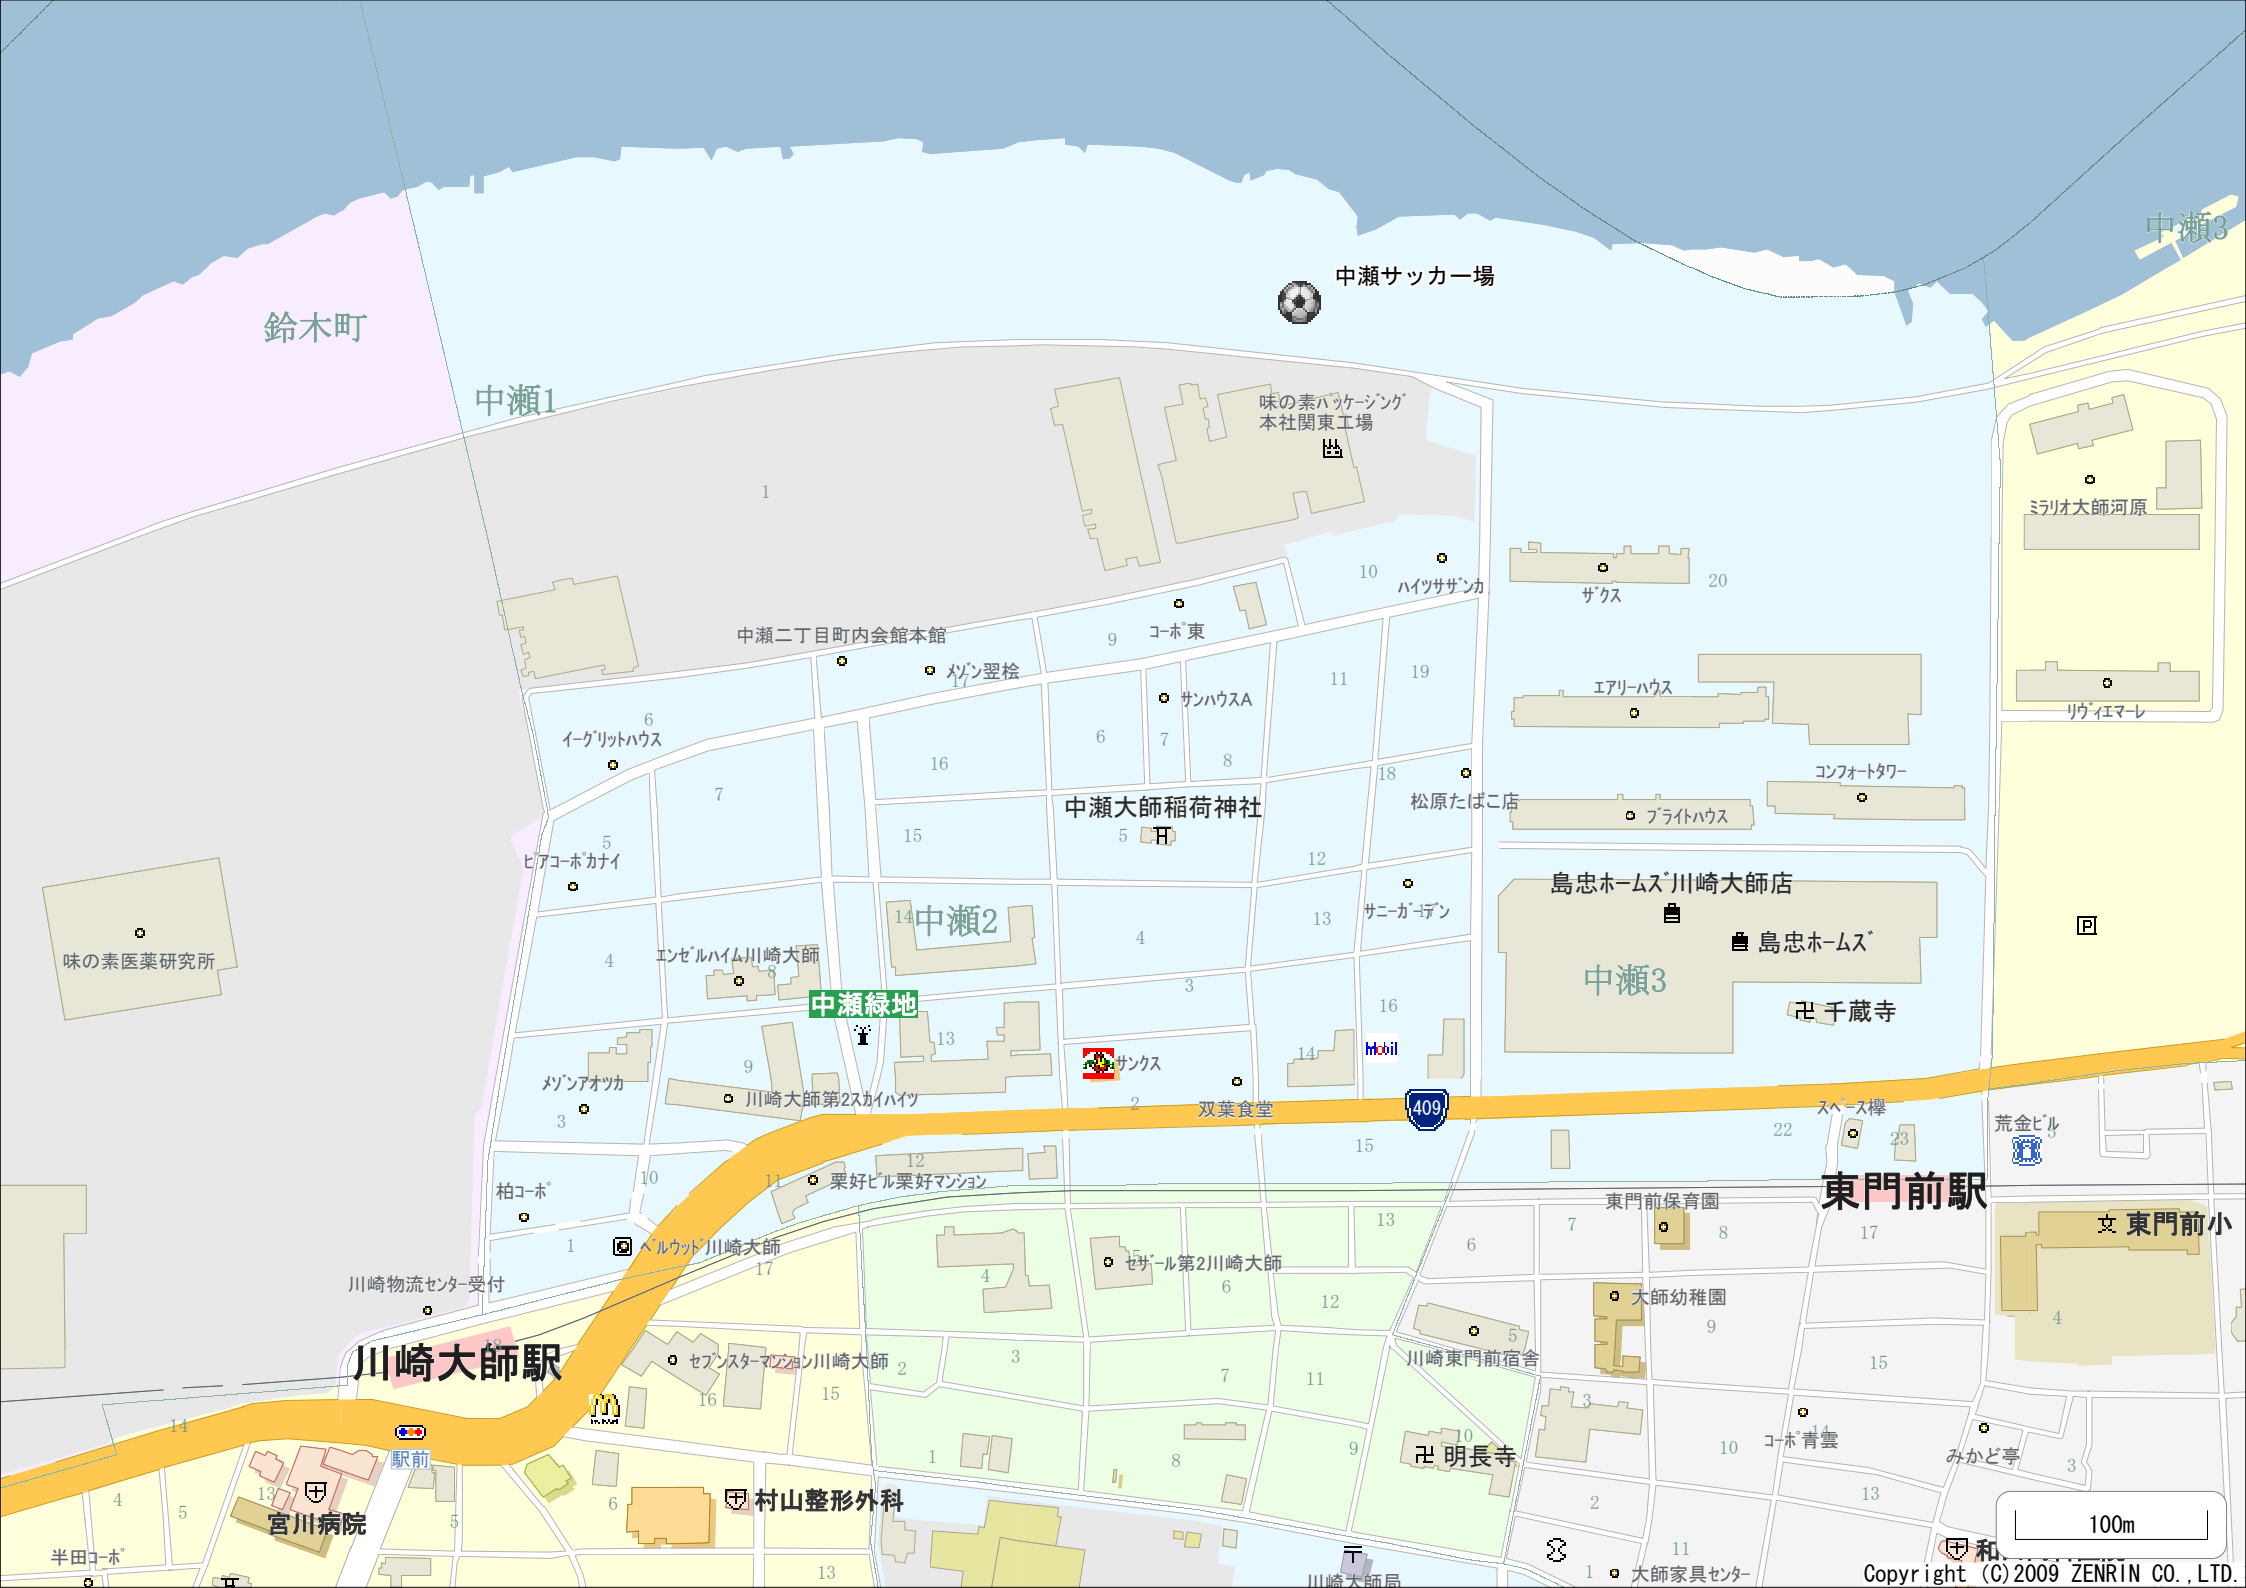 中瀬3
中瀬サッカー場
鈴木町
中瀬1
味の素パッケージング
本社関東工場
1
ミラリオ大師河原
10
ハイツサザンカ
ザクス
20
中瀬二丁目町内会館本館
9
コーポ東
メゾン翌桧
17
11
19
サンハウスA
エアリーハウス
リヴィエマーレ
6
イーグリットハウス
16
6
7
8
18
コンフォートタワー
7
松原たばこ店
中瀬大師稲荷神社
ブライトハウス
5
15
5
12
ピアコーポカナイ
島忠ホームズ川崎大師店
サニーガーデン
17
14
中瀬2
13
P
4
島忠ホームズ
味の素医薬研究所
4
エンゼルハイム川崎大師
8
中瀬3
3
中瀬緑地
16
千蔵寺
13
14
Mobil
サンクス
9
メゾンアオツカ
川崎大師第2スカイハイツ
2
双葉食堂
409
スペース欅
3
荒金ビル
3
22
23
15
12
10
11
栗好ビル栗好マンション
柏コーポ
東門前駅
東門前保育園
13
7
8
17
東門前小
1
ベルウッド川崎大師
6
17
4
5
セザール第2川崎大師
6
川崎物流センター受付
12
大師幼稚園
9
4
18
川崎大師駅
5
川崎東門前宿舎
セブンスターマンション川崎大師
2
3
7
11
15
16
15
3
14
駅前
14
コーポ青雲
10
みかど亭
1
8
9
10
明長寺
3
4
5
13
宮川病院
5
6
村山整形外科
13
2
100m
半田コーポ
13
川崎大師局
1
11
大師家具センター
Copyright (C)2009 ZENRIN CO.,LTD.